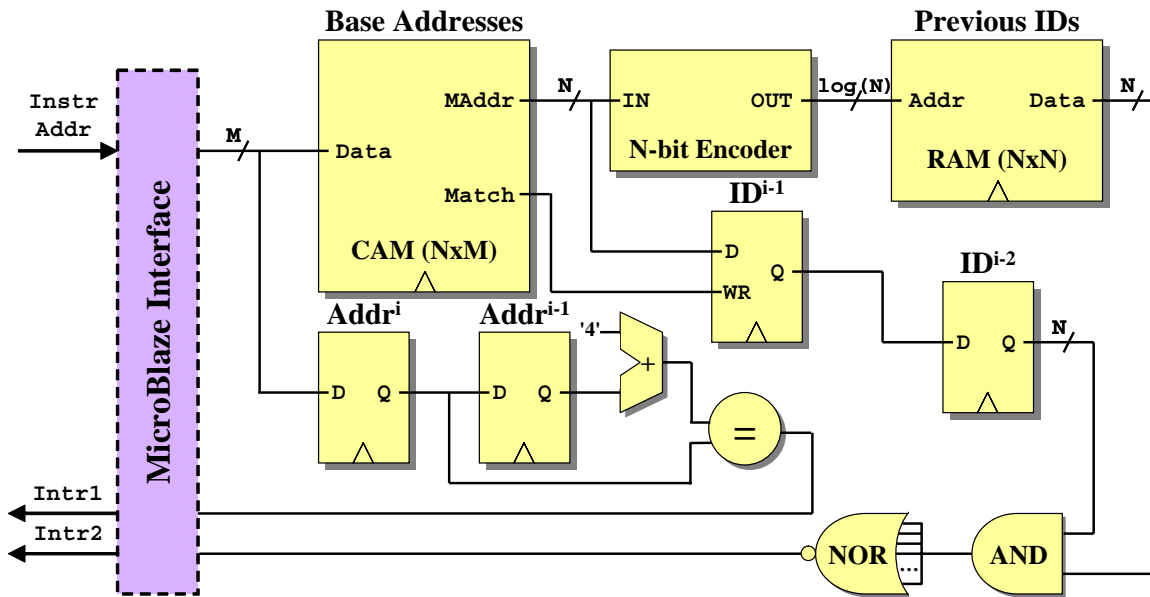 Base Addresses
Previous IDs
Instr
Addr
MicroBlaze Interface
M
Data
MAddr
Match
CAM (NxM)
N
IN
OUT
N-bit Encoder
log(N)
Addr
Data
RAM (NxN)
N
ID^i-1
D
WR
Q
ID^i-2
D
Q
N
Addr^i
D
Q
Addr^i-1
D
Q
'4'
+
=
Intr1
Intr2
NOR
...
AND